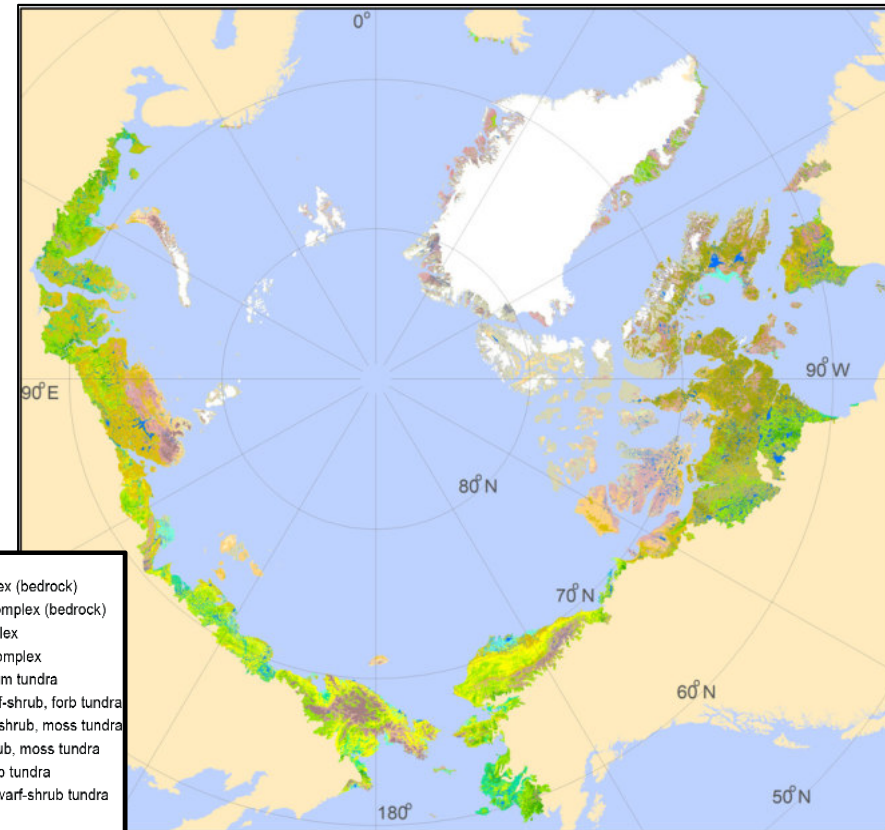 0°
90°E
90°W
80°N
70°N
60°N
180°
50°N
ex (bedrock)
omplex (bedrock)
lex
omplex
m tundra
f-shrub, forb tundra
shrub, moss tundra
ub, moss tundra
b tundra
warf-shrub tundra